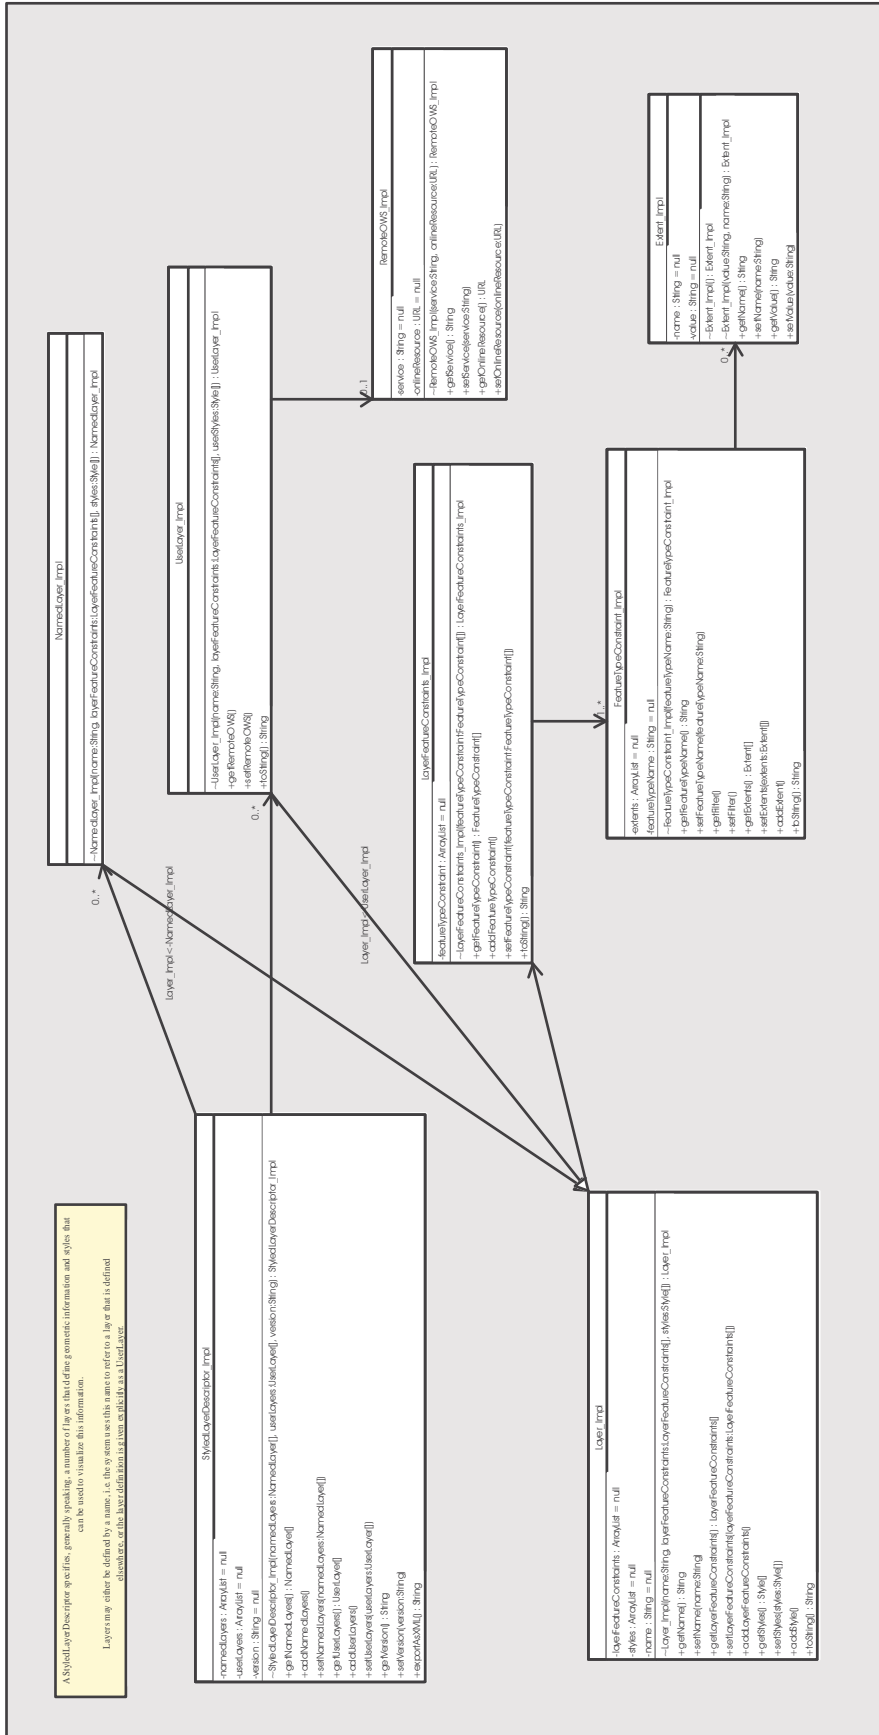 A StyledLayerDescriptor specifies, generally speaking, a number of layers that define geometric information and styles that
can be used to visualize this information.
Layers may either be defined by a name, i.e. the system uses this name to refer to a layer that is defined
elsewhere, or the layer definition is given explicitly as a UserLayer.
StyledLayerDescriptor_Impl
-namedLayers : ArrayList = null
-userLayers : ArrayList = null
-version : String = null
~StyledLayerDescriptor_Impl(namedLayers:NamedLayer[], userLayers:UserLayer[], version:String) : StyledLayerDescriptor_Impl
+getNamedLayers() : NamedLayer[]
+addNamedLayers()
+setNamedLayers(namedLayers:NamedLayer[])
+getUserLayers() : UserLayer[]
+addUserLayers()
+setUserLayers(userLayers:UserLayer[])
+getVersion() : String
+setVersion(version:String)
+exportAsXML() : String
Layer_Impl
-layerFeatureConstraints : ArrayList = null
-styles : ArrayList = null
-name : String = null
~Layer_Impl(name:String, layerFeatureConstraints:LayerFeatureConstraints[], styles:Style[]) : Layer_Impl
+getName() : String
+setName(name:String)
+getLayerFeatureConstraints() : LayerFeatureConstraints[]
+setLayerFeatureConstraints(layerFeatureConstraints:LayerFeatureConstraints[])
+addLayerFeatureConstraints()
+getStyles() : Style[]
+setStyles(styles:Style[])
+addStyle()
+toString() : String
NamedLayer_Impl
~NamedLayer_Impl(name:String, layerFeatureConstraints:LayerFeatureConstraints[], styles:Style[]) : NamedLayer_Impl
0..*
Layer_Impl<-NamedLayer_Impl
UserLayer_Impl
~UserLayer_Impl(name:String, layerFeatureConstraints:LayerFeatureConstraints[], userStyles:Style[]) : UserLayer_Impl
+getRemoteOWS()
+setRemoteOWS()
+toString() : String
0..*
Layer_Impl<-UserLayer_Impl
LayerFeatureConstraints_Impl
-featureTypeConstraint : ArrayList = null
~LayerFeatureConstraints_Impl(featureTypeConstraint:FeatureTypeConstraint[]) : LayerFeatureConstraints_Impl
+getFeatureTypeConstraint() : FeatureTypeConstraint[]
+addFeatureTypeConstraint()
+setFeatureTypeConstraint(featureTypeConstraint:FeatureTypeConstraint[])
+toString() : String
RemoteOWS_Impl
-service : String = null
-onlineResource : URL = null
~RemoteOWS_Impl(service:String, onlineResource:URL) : RemoteOWS_Impl
+getService() : String
+setService(service:String)
+getOnlineResource() : URL
+setOnlineResource(onlineResource:URL)
0..1
FeatureTypeConstraint_Impl
-extents : ArrayList = null
-featureTypeName : String = null
~FeatureTypeConstraint_Impl(featureTypeName:String) : FeatureTypeConstraint_Impl
+getFeatureTypeName() : String
+setFeatureTypeName(featureTypeName:String)
+getFilter()
+setFilter()
+getExtents() : Extent[]
+setExtents(extents:Extent[])
+addExtent()
+toString() : String
1..*
Extent_Impl
-name : String = null
-value : String = null
~Extent_Impl() : Extent_Impl
~Extent_Impl(value:String, name:String) : Extent_Impl
+getName() : String
+setName(name:String)
+getValue() : String
+setValue(value:String)
0..*